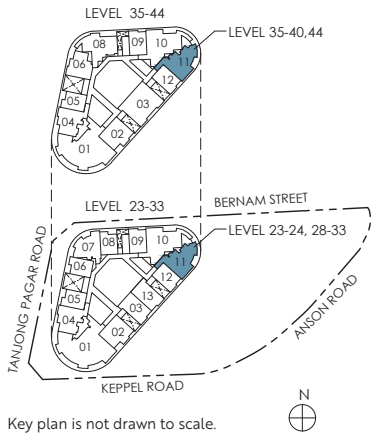 LEVEL 35-44
LEVEL 35-40,44
08 09 10
06 11
05 12
04 03
02
01
LEVEL 23-33
BERNAM STREET
LEVEL 23-24, 28-33
07 08 09 10
06 11
05 12
04 13
03
02
01
TANJONG PAGAR ROAD
ANSON ROAD
KEPPEL ROAD
N
Key plan is not drawn to scale.